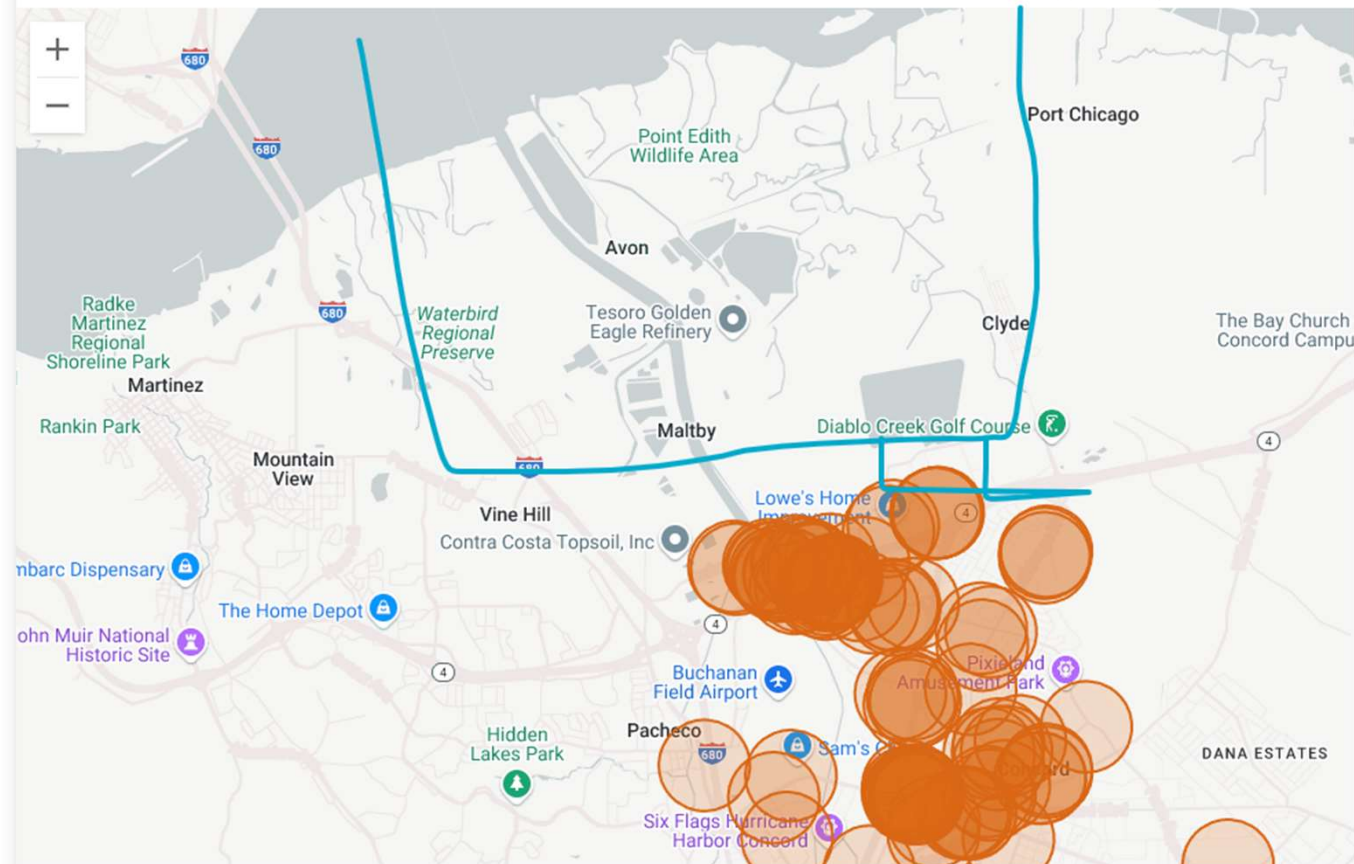 +
−
680
680
Port Chicago
Point Edith
Wildlife Area
Avon
Radke
Martinez
Regional
Shoreline Park
680
Waterbird
Regional
Preserve
Tesoro Golden
Eagle Refinery
Clyde
The Bay Church
Concord Campu
Martinez
Rankin Park
Maltby
Diablo Creek Golf Course
4
Mountain
View
680
Lowe's Home
Improvement
4
Vine Hill
Contra Costa Topsoil, Inc
mbarc Dispensary
The Home Depot
4
ohn Muir National
Historic Site
4
Buchanan
Field Airport
Pixieland
Amusement Park
Hidden
Lakes Park
Pacheco
680
Sam's C
DANA ESTATES
Concord
Six Flags Hurricane
Harbor Concord